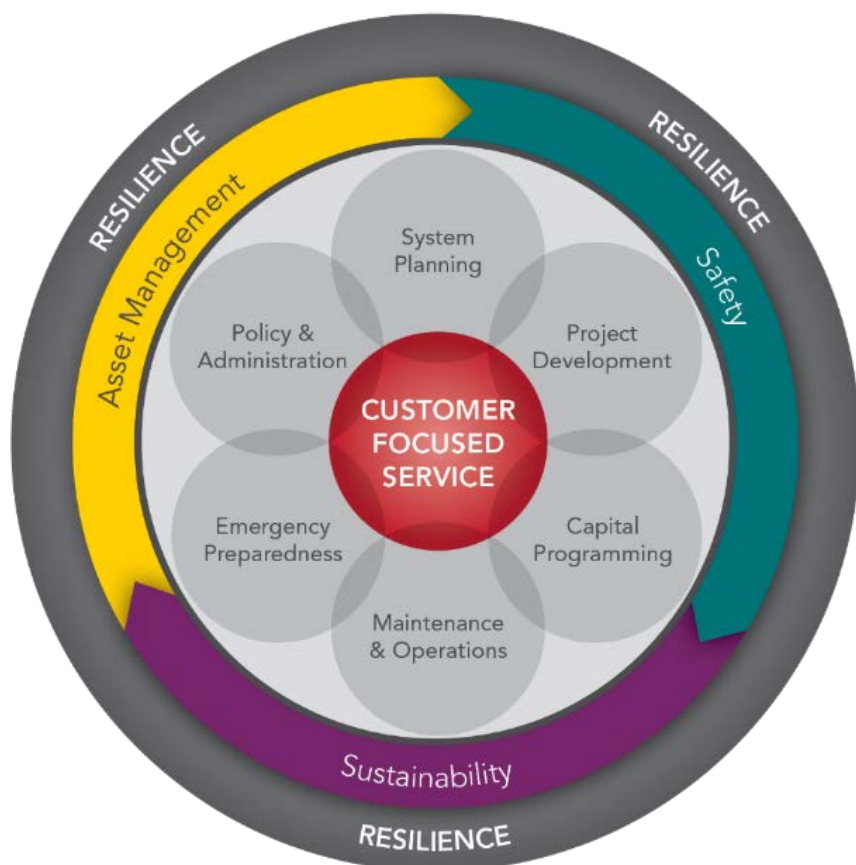 RESILIENCE
RESILIENCE
Asset Management
Safety
System
Planning
Policy &
Administration
Project
Development
CUSTOMER
FOCUSED
SERVICE
Emergency
Preparedness
Capital
Programming
Maintenance
& Operations
Sustainability
RESILIENCE